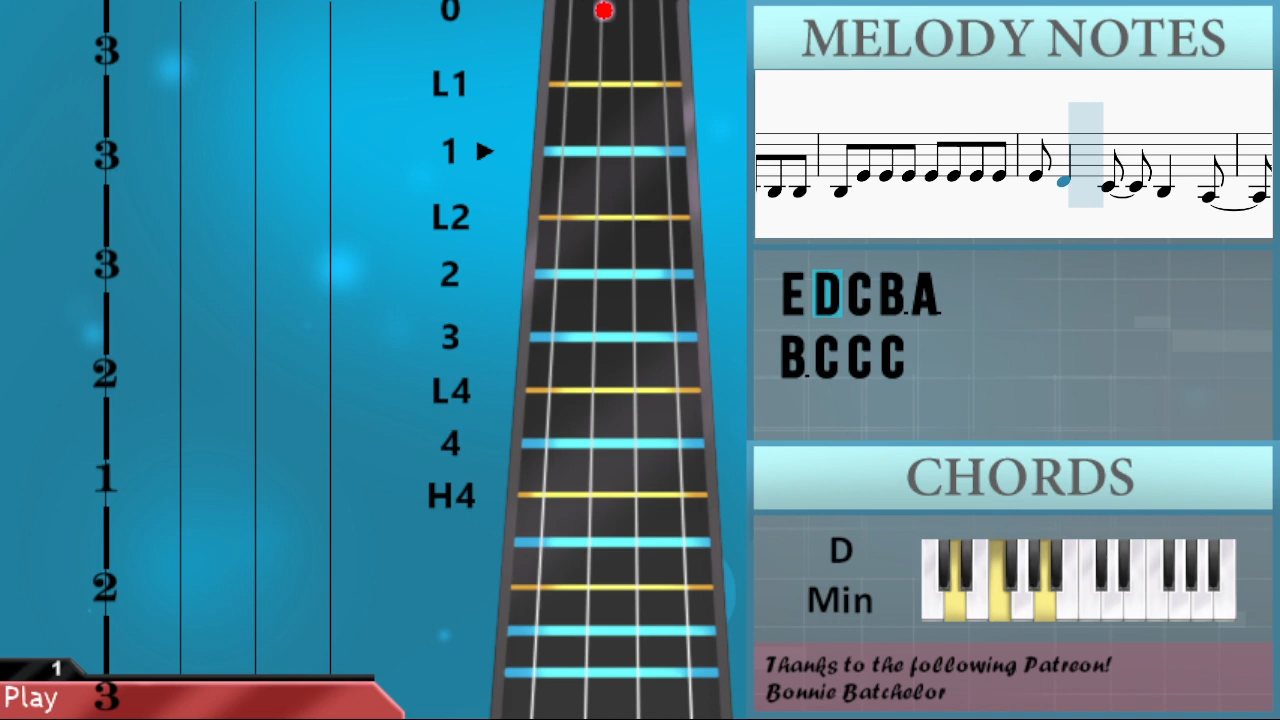 3
3
3
2
1
2
3
1
Play
0
L1
1
L2
2
3
L4
4
H4
MELODY NOTES
E D C B. A.
B. C C C
CHORDS
D
Min
Thanks to the following Patreon!
Bonnie Batchelor